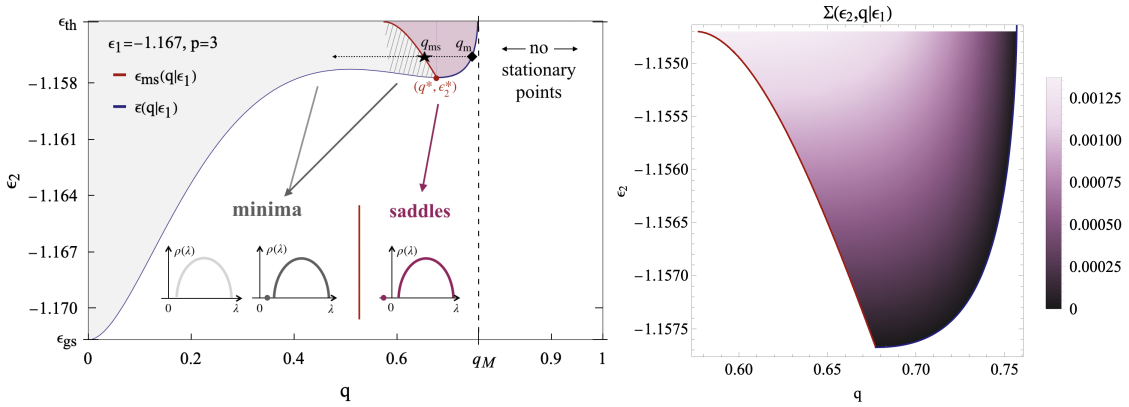 ϵth
ϵ1=−1.167, p=3
ϵms(q|ϵ1)
ϵ̄(q|ϵ1)
qms
qm
(q*,ϵ2*)
no
stationary
points
−1.158
−1.161
−1.164
−1.167
−1.170
ϵgs
ϵ2
minima
saddles
ρ(λ)
0
λ
ρ(λ)
0
λ
ρ(λ)
0
λ
0
0.2
0.4
0.6
qM
0.9
1
q
Σ(ϵ2,q|ϵ1)
−1.1550
−1.1555
−1.1560
−1.1565
−1.1570
−1.1575
ϵ2
0.60
0.65
0.70
0.75
q
0.00125
0.00100
0.00075
0.00050
0.00025
0